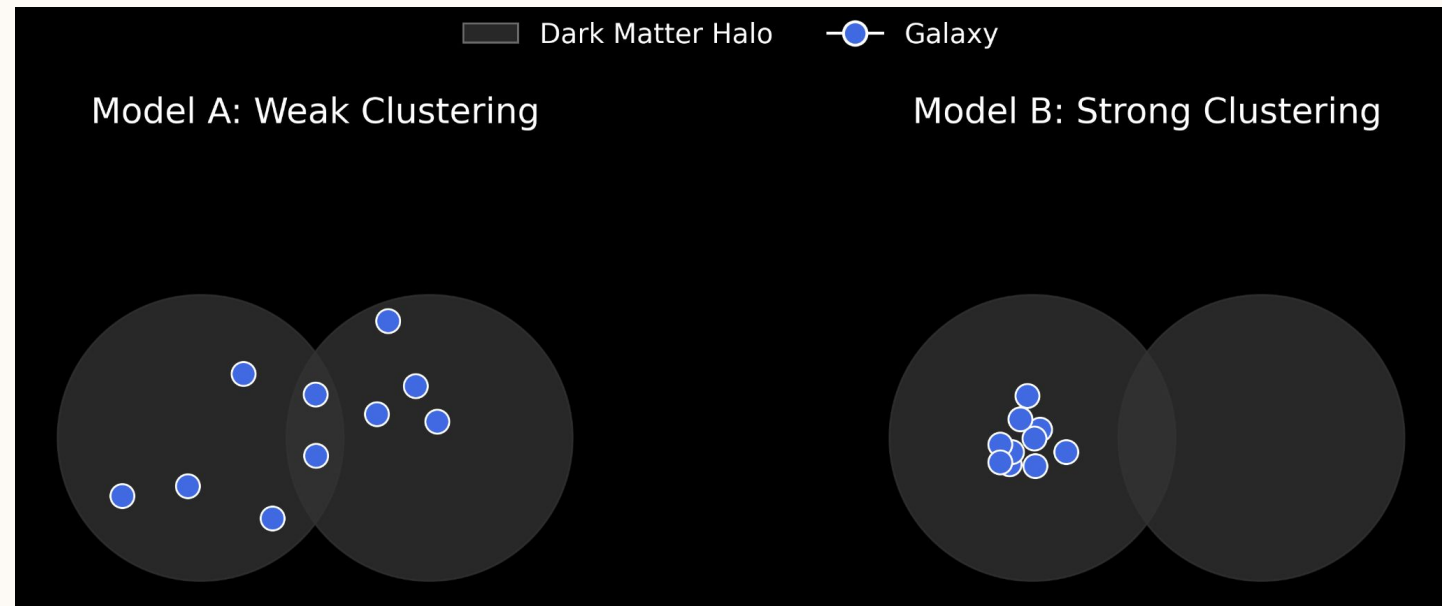 Dark Matter Halo
Galaxy
Model A: Weak Clustering
Model B: Strong Clustering